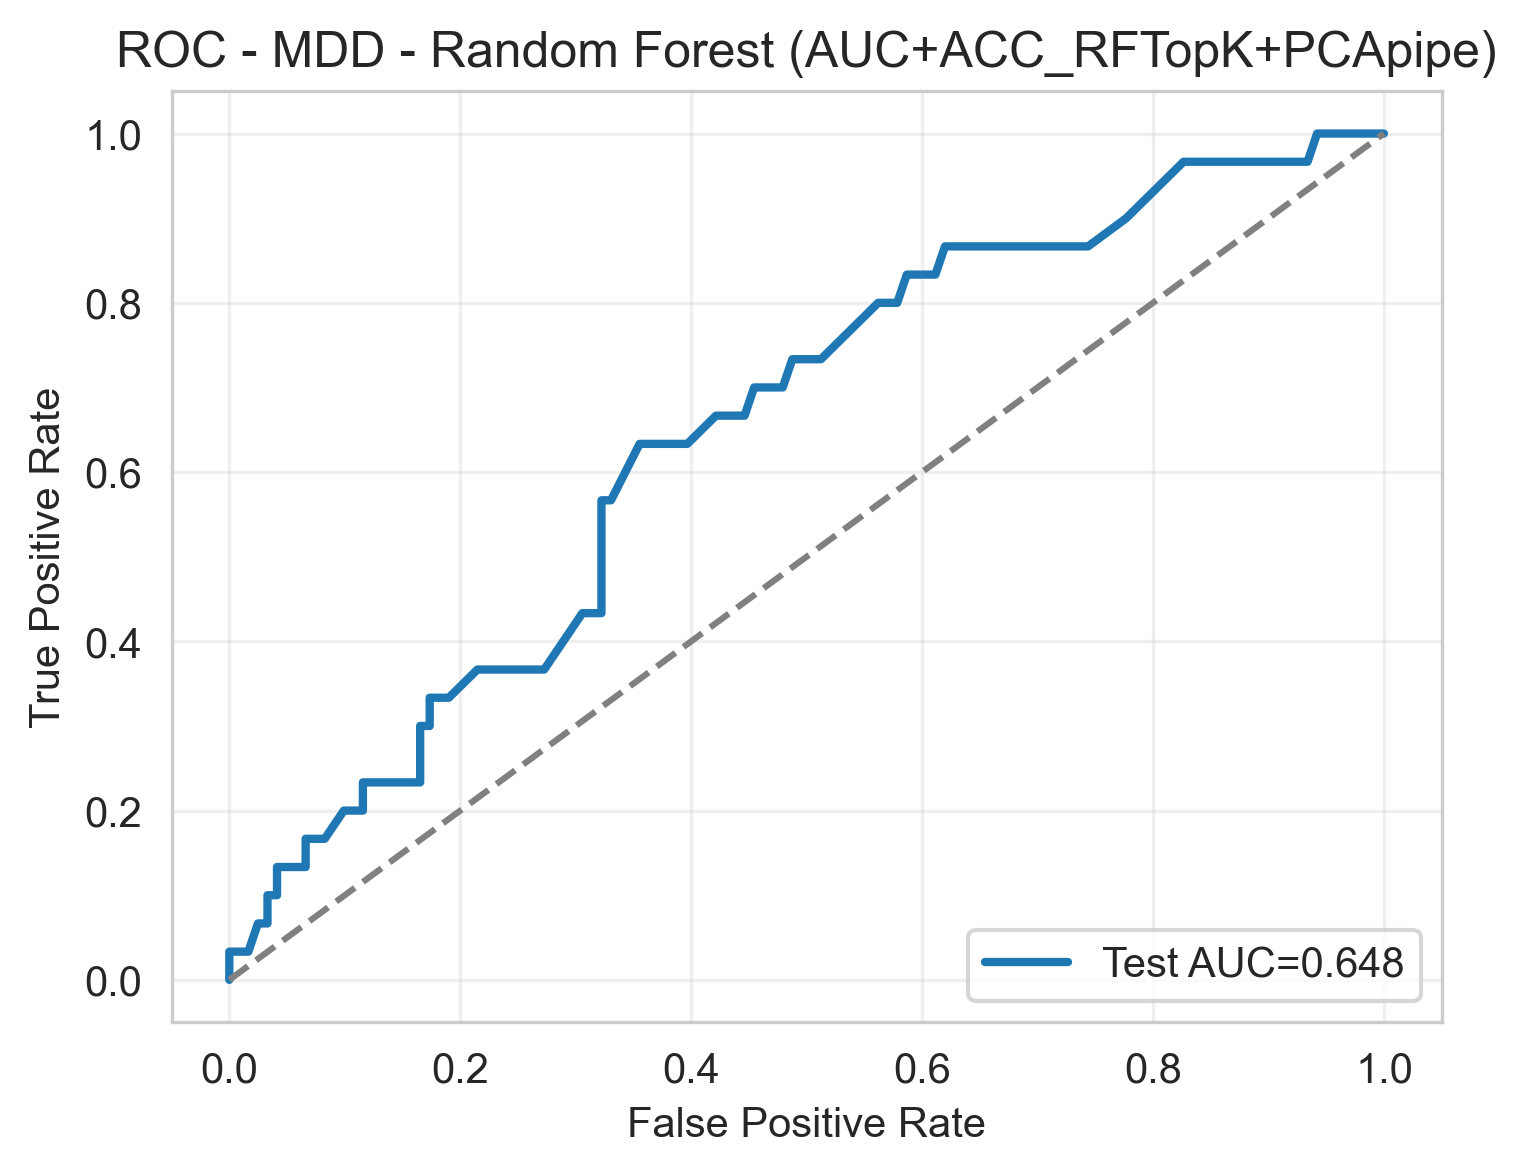 ROC - MDD - Random Forest (AUC+ACC_RFTopK+PCApipe)
1.0
0.8
0.6
0.4
0.2
0.0
True Positive Rate
Test AUC=0.648
0.0 0.2 0.4 0.6 0.8 1.0
False Positive Rate